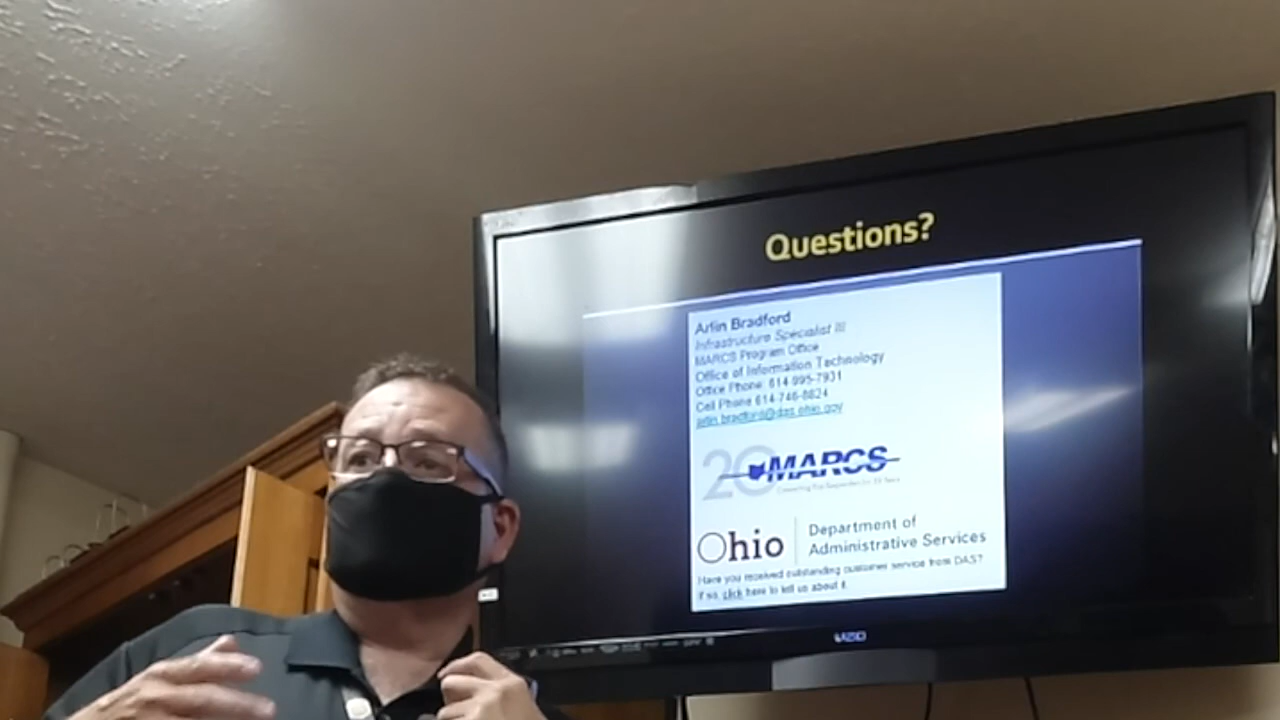 Questions?
Arlin Bradford
Infrastructure Specialist III
MARCS Program Office
Office of Information Technology
Office Phone: 614-995-7931
Cell Phone 614-746-8824
arlin.bradford@das.ohio.gov
20 MARCS
Ohio
Department of
Administrative Services
Have you received outstanding customer service from DAS?
If so, click here to tell us about it.
VIZIO